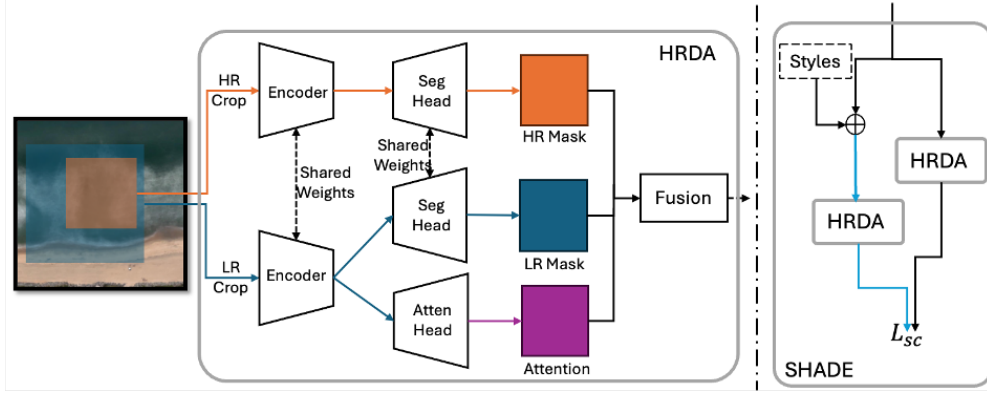 HRDA
HR
Crop
Encoder
Seg
Head
HR Mask
Shared
Weights
Shared
Weights
Seg
Head
LR Mask
Fusion
LR
Crop
Encoder
Atten
Head
Attention
Styles
HRDA
HRDA
Lsc
SHADE